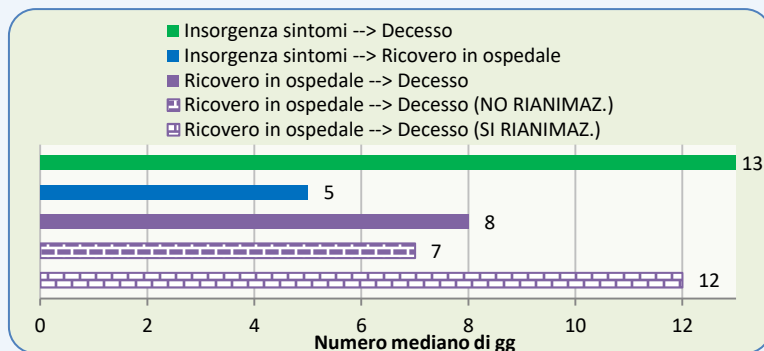 Insorgenza sintomi --> Decesso
Insorgenza sintomi --> Ricovero in ospedale
Ricovero in ospedale --> Decesso
Ricovero in ospedale --> Decesso (NO RIANIMAZ.)
Ricovero in ospedale --> Decesso (SI RIANIMAZ.)
13
5
8
7
12
0 2 4 6 8 10 12
Numero mediano di gg